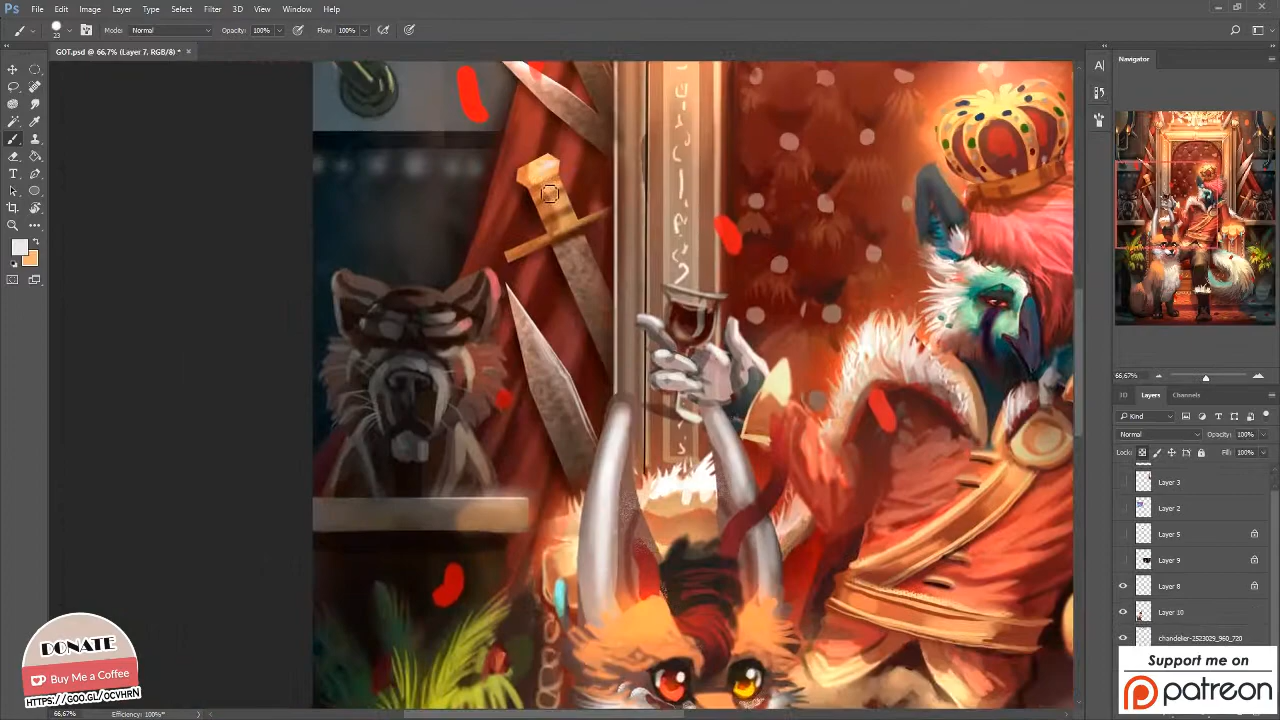 Ps File Edit Image Layer Type Select Filter 3D View Window Help
Mode: Normal Opacity: 100% Flow: 100%
23
GOT.psd @ 66.7% (Layer 7, RGB/8) *
Navigator
66.67%
3D Layers Channels
Kind
Normal Opacity: 100%
Lock: Fill: 100%
Layer 3
Layer 2
Layer 5
Layer 9
Layer 8
Layer 10
chandelier-2523029_960_720
DONATE
Buy Me a Coffee
HTTPS://GOO.GL/OCVHRN
Support me on
patreon
66.67% Efficiency: 100%*